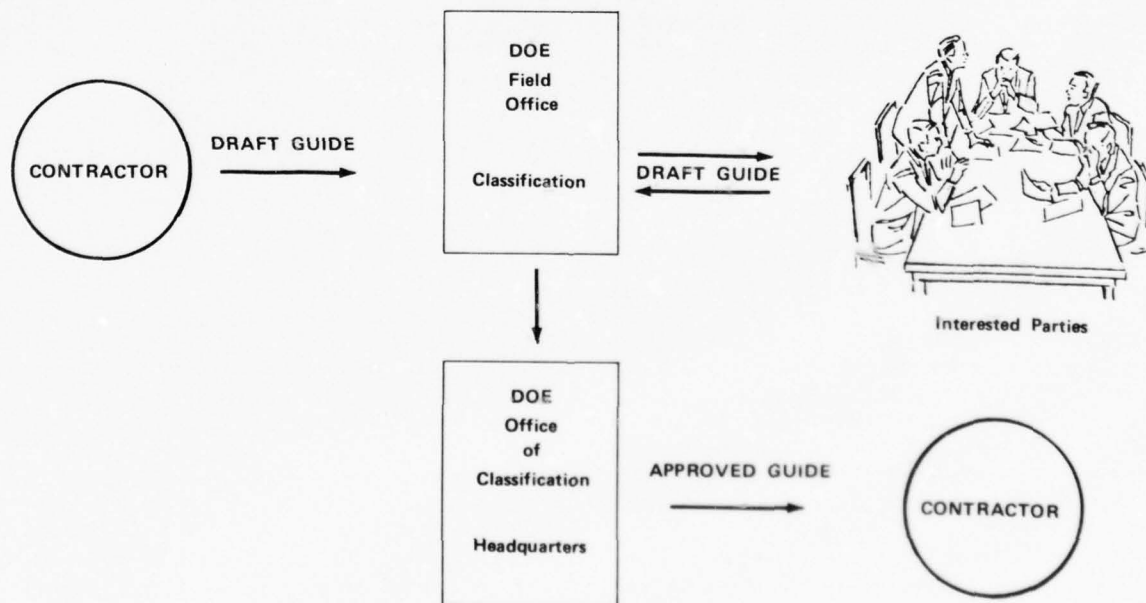 CONTRACTOR
DRAFT GUIDE
DOE
Field
Office
Classification
DRAFT GUIDE
Interested Parties
DOE
Office
of
Classification
Headquarters
APPROVED GUIDE
CONTRACTOR